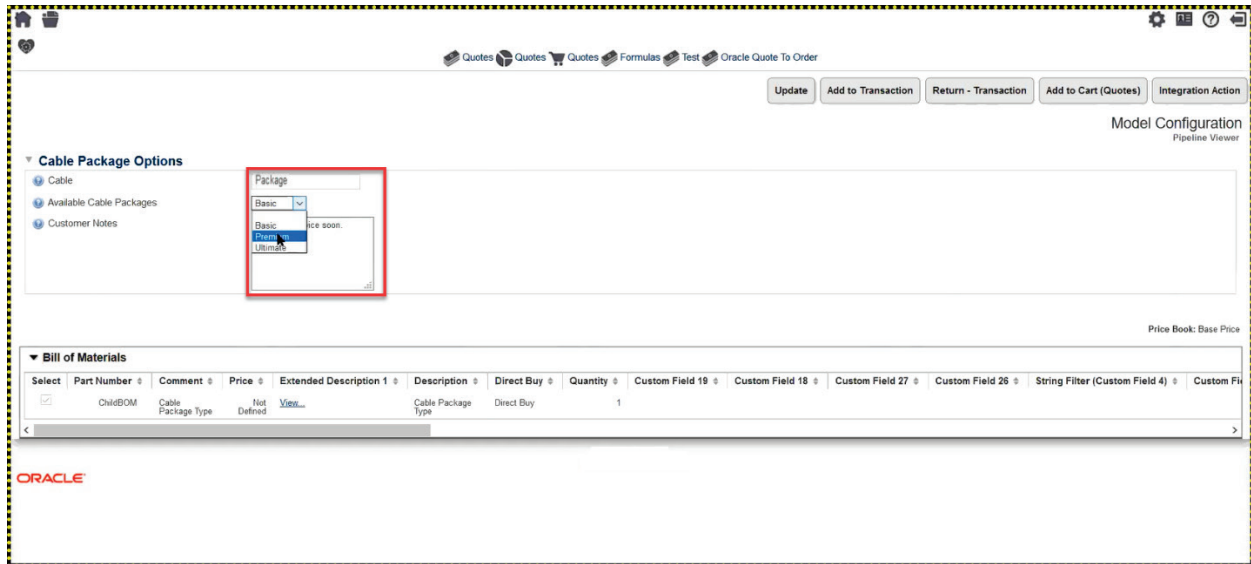 Quotes Quotes Quotes Formulas Test Oracle Quote To Order
Update Add to Transaction Return - Transaction Add to Cart (Quotes) Integration Action
Model Configuration
Pipeline Viewer
Cable Package Options
Cable Package
Available Cable Packages Basic
Customer Notes ice soon.
Basic
Premium
Ultimate
Price Book: Base Price
Bill of Materials
Select Part Number Comment Price Extended Description 1 Description Direct Buy Quantity Custom Field 19 Custom Field 18 Custom Field 27 Custom Field 26 String Filter (Custom Field 4) Custom Fi
ChildBOM Cable Package Type Not Defined View... Cable Package Type Direct Buy 1
ORACLE